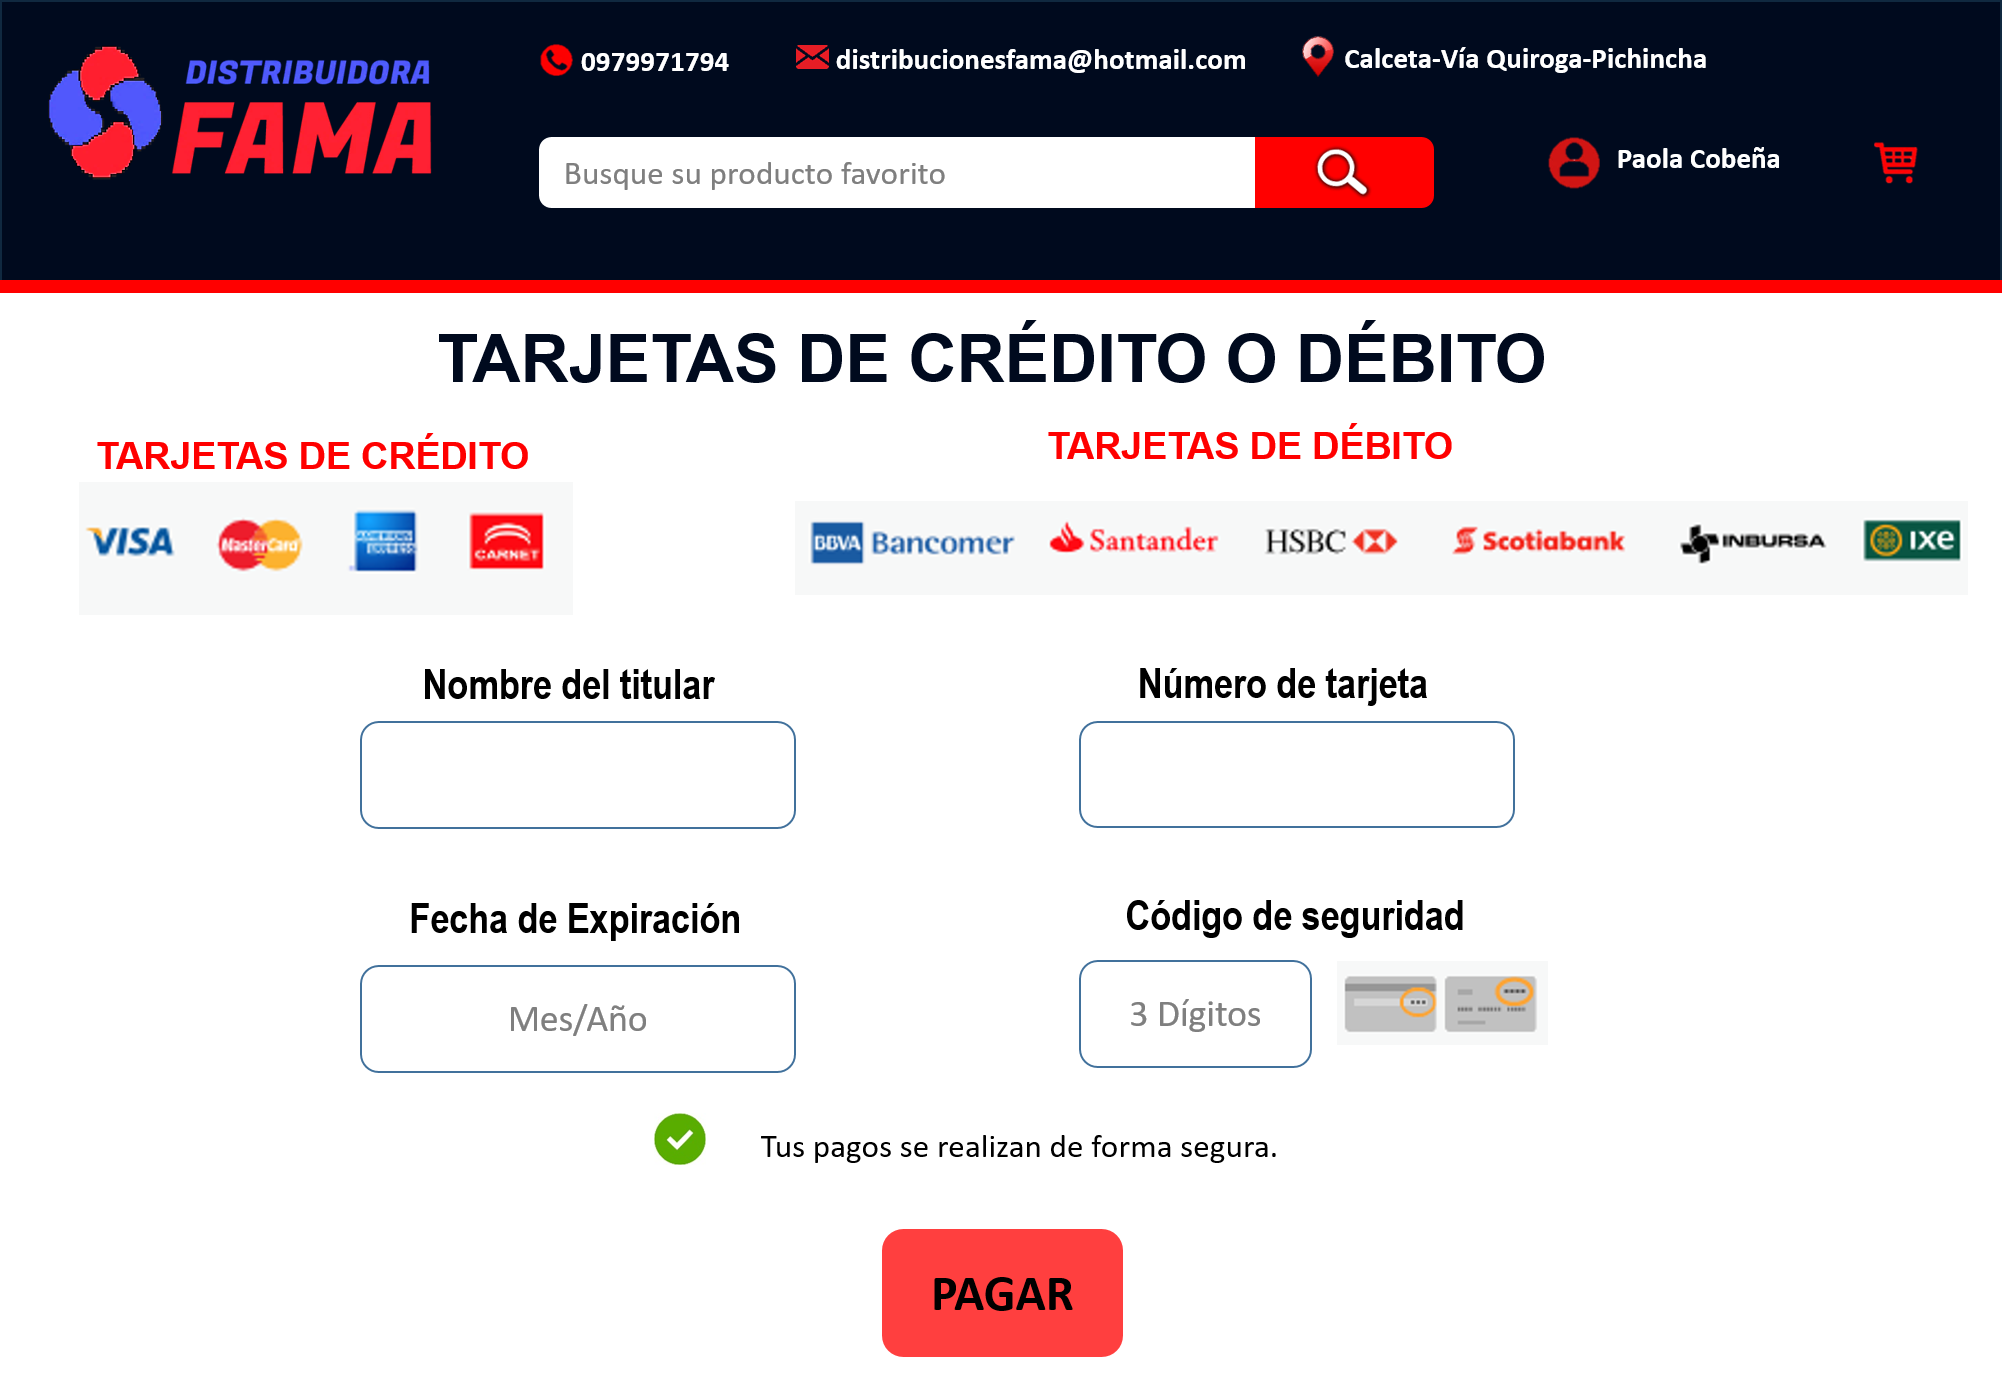 DISTRIBUIDORA
FAMA
0979971794
distribucionesfama@hotmail.com
Calceta-Vía Quiroga-Pichincha
Busque su producto favorito
Paola Cobeña
TARJETAS DE CRÉDITO O DÉBITO
TARJETAS DE CRÉDITO
TARJETAS DE DÉBITO
VISA
MasterCard
AMERICAN EXPRESS
CARNET
BBVA Bancomer
Santander
HSBC
Scotiabank
INBURSA
IXE
Nombre del titular
Número de tarjeta
Fecha de Expiración
Código de seguridad
Mes/Año
3 Dígitos
Tus pagos se realizan de forma segura.
PAGAR